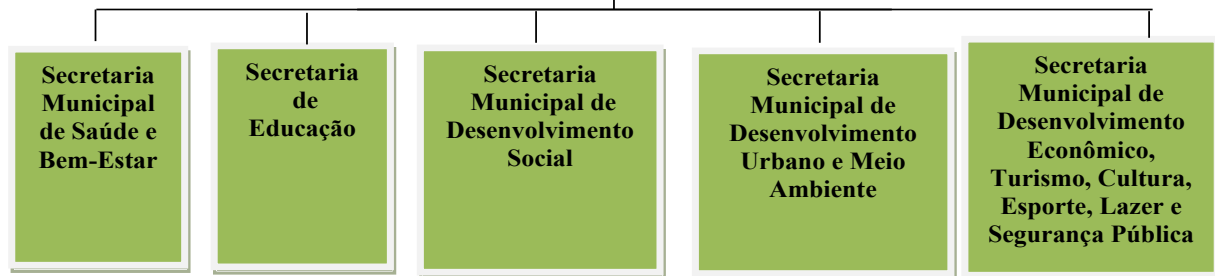 Secretaria
Municipal
de Saúde e
Bem-Estar
Secretaria
de
Educação
Secretaria
Municipal de
Desenvolvimento
Social
Secretaria
Municipal de
Desenvolvimento
Urbano e Meio
Ambiente
Secretaria
Municipal de
Desenvolvimento
Econômico,
Turismo, Cultura,
Esporte, Lazer e
Segurança Pública